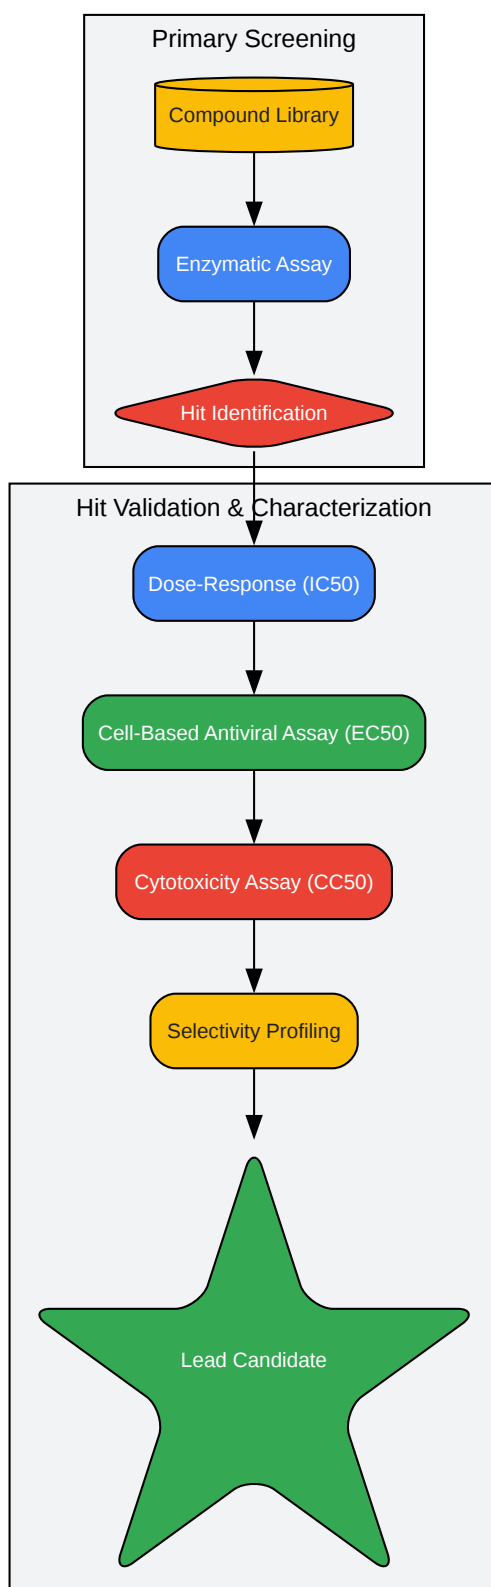 Primary Screening
Compound Library
Enzymatic Assay
Hit Identification
Hit Validation & Characterization
Dose-Response (IC50)
Cell-Based Antiviral Assay (EC50)
Cytotoxicity Assay (CC50)
Selectivity Profiling
Lead Candidate